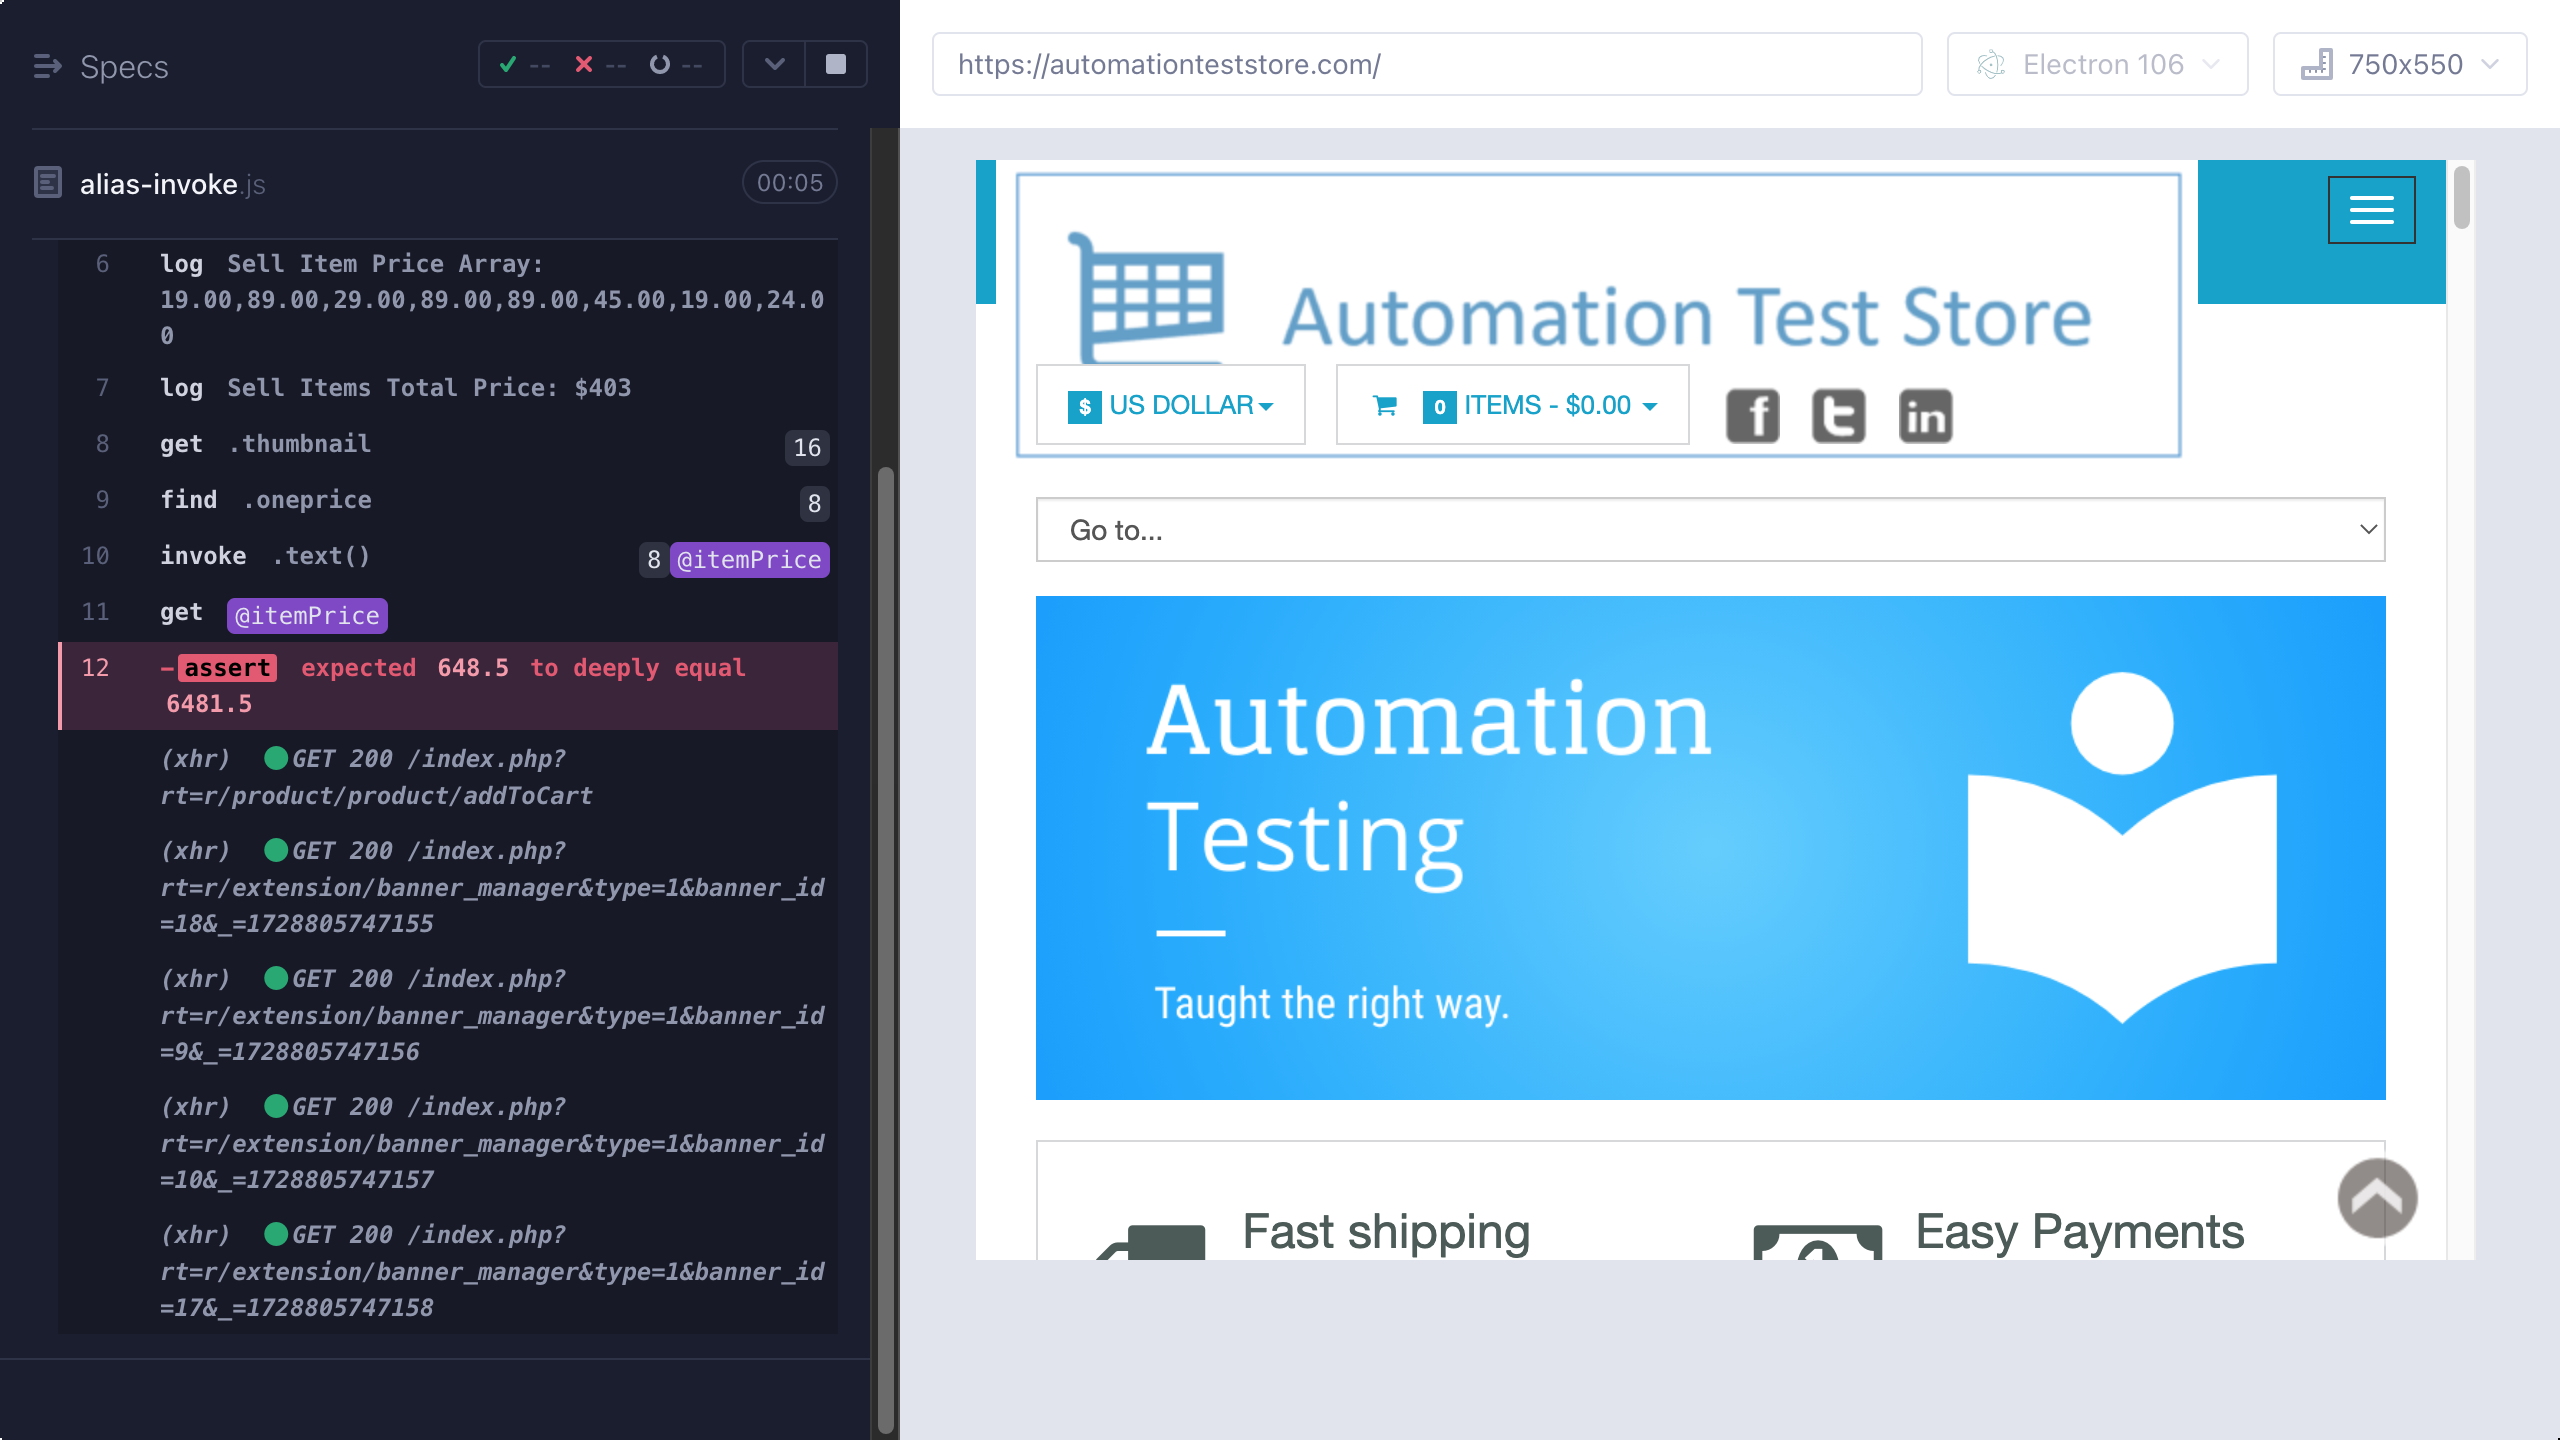 Specs
-- -- --
alias-invoke.js
00:05
6 log Sell Item Price Array:
19.00,89.00,29.00,89.00,89.00,45.00,19.00,24.0
0
7 log Sell Items Total Price: $403
8 get .thumbnail 16
9 find .oneprice 8
10 invoke .text() 8 @itemPrice
11 get @itemPrice
12 -assert expected 648.5 to deeply equal
6481.5
(xhr) GET 200 /index.php?
rt=r/product/product/addToCart
(xhr) GET 200 /index.php?
rt=r/extension/banner_manager&type=1&banner_id
=18&_=1728805747155
(xhr) GET 200 /index.php?
rt=r/extension/banner_manager&type=1&banner_id
=9&_=1728805747156
(xhr) GET 200 /index.php?
rt=r/extension/banner_manager&type=1&banner_id
=10&_=1728805747157
(xhr) GET 200 /index.php?
rt=r/extension/banner_manager&type=1&banner_id
=17&_=1728805747158
https://automationteststore.com/
Electron 106
750x550
Automation Test Store
$ US DOLLAR
0 ITEMS - $0.00
f t in
Go to...
Automation
Testing
Taught the right way.
Fast shipping
Easy Payments